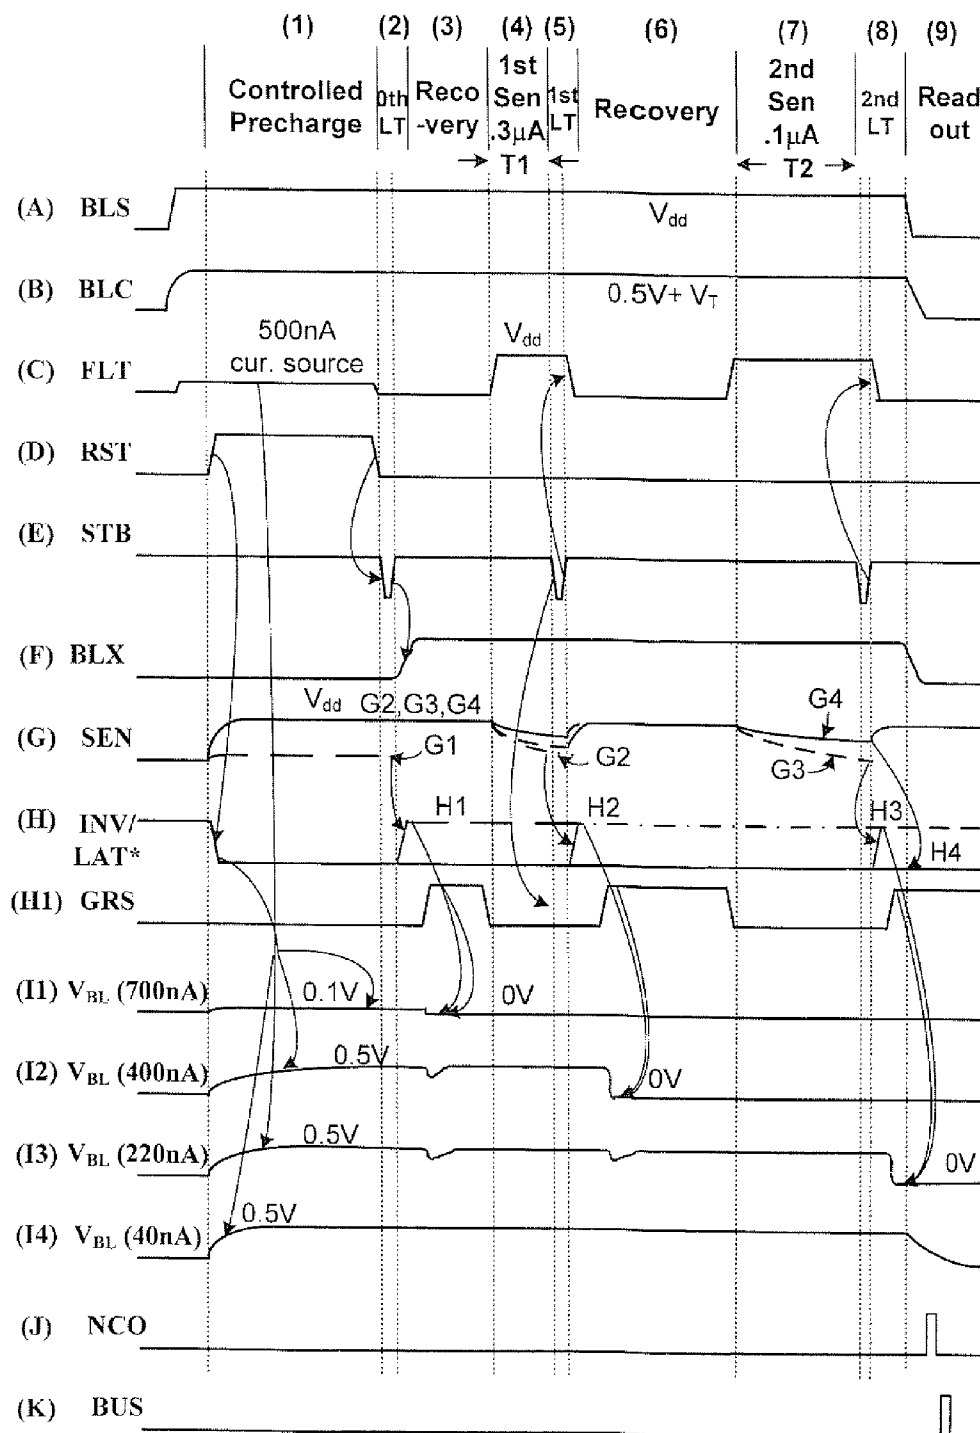 (1) (2) (3) (4) (5) (6) (7) (8) (9)
Controlled Precharge
0th LT
Reco-very
1st Sen .3µA T1
1st LT
Recovery
2nd Sen .1µA T2
2nd LT
Read out
(A) BLS
Vdd
(B) BLC
0.5V+ VT
500nA cur. source
Vdd
(C) FLT
(D) RST
(E) STB
(F) BLX
Vdd G2,G3,G4
G4
(G) SEN
G1 G2 G3
(H) INV/LAT*
H1 H2 H3 H4
(H1) GRS
(I1) VBL (700nA)
0.1V 0V
(I2) VBL (400nA)
0.5V 0V
(I3) VBL (220nA)
0.5V 0V
(I4) VBL (40nA)
0.5V
(J) NCO
(K) BUS